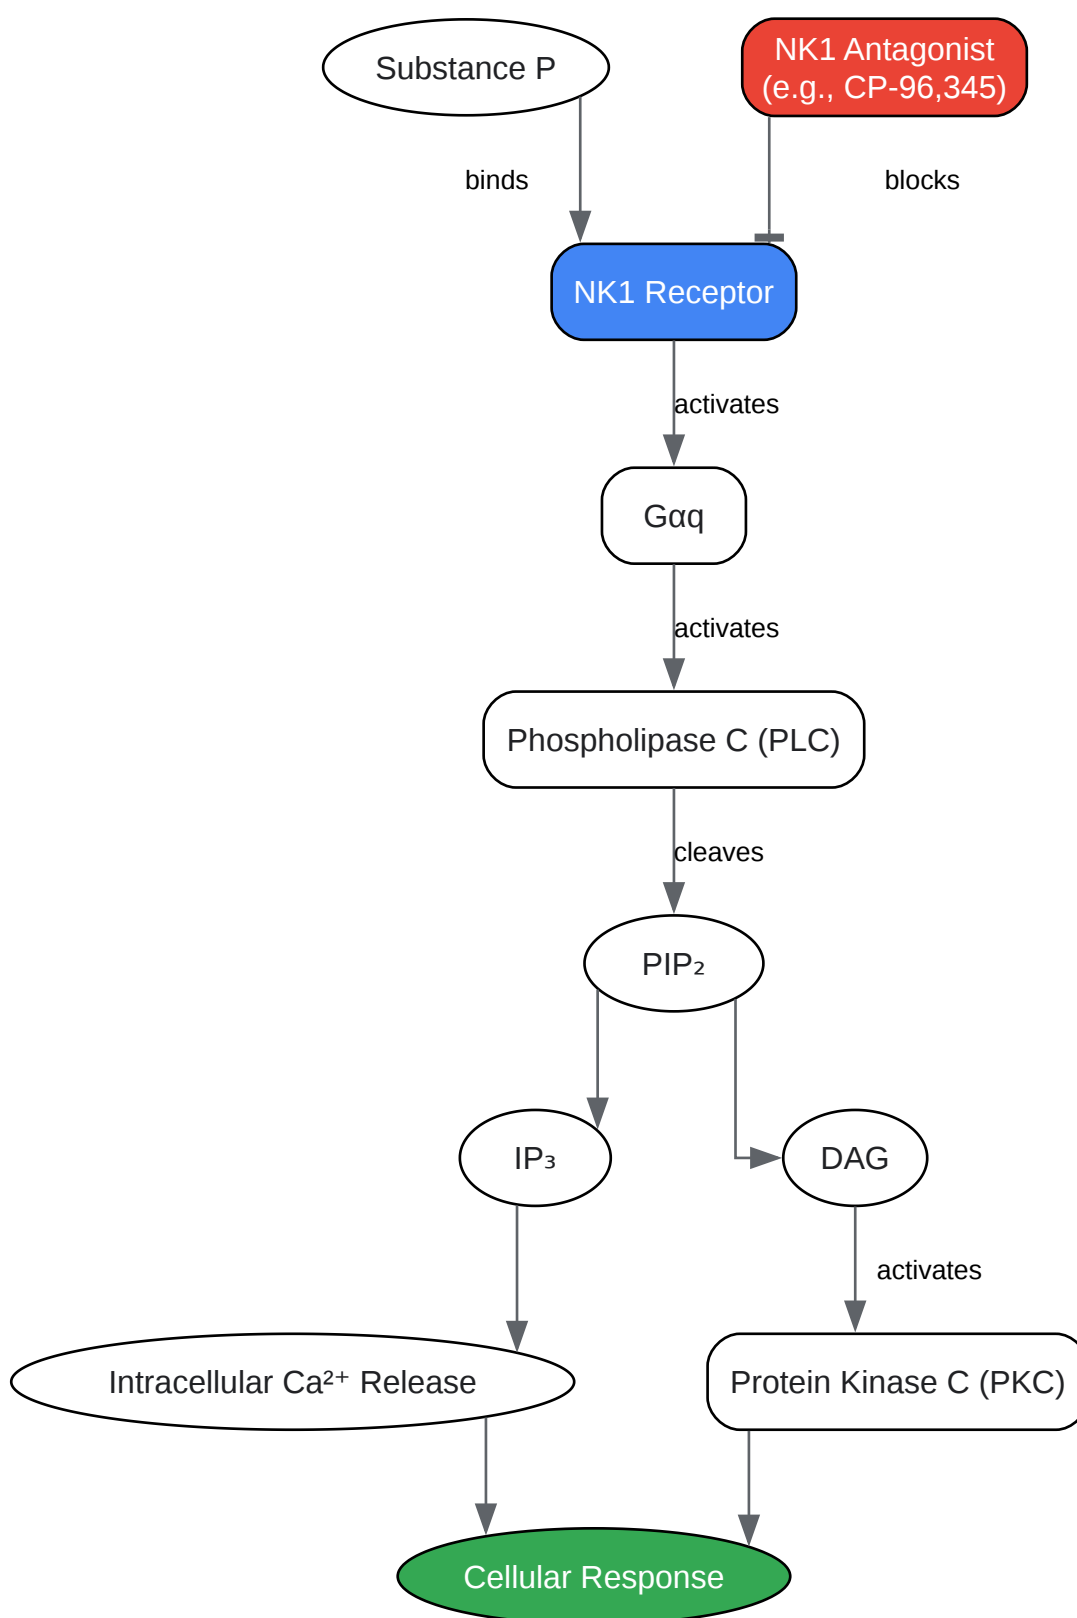 Substance P
NK1 Antagonist
(e.g., CP-96,345)
binds
blocks
NK1 Receptor
activates
Gαq
activates
Phospholipase C (PLC)
cleaves
PIP₂
IP₃
DAG
activates
Intracellular Ca²⁺ Release
Protein Kinase C (PKC)
Cellular Response